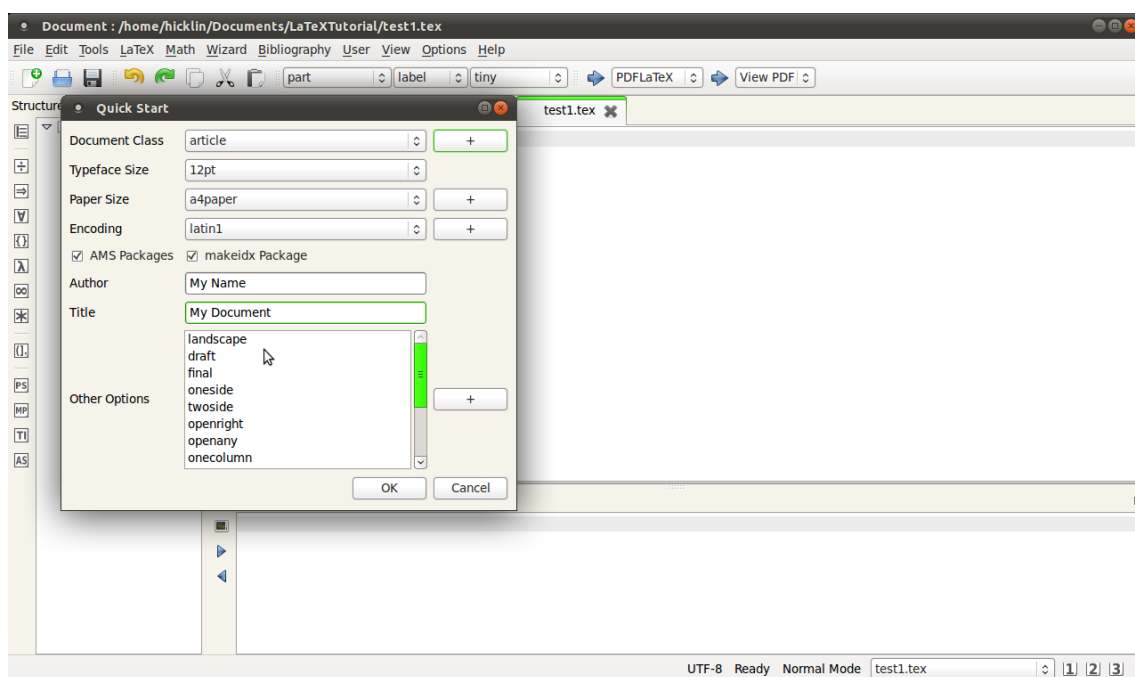 Document : /home/hicklin/Documents/LaTeXTutorial/test1.tex
File Edit Tools LaTeX Math Wizard Bibliography User View Options Help
part label tiny PDFLaTeX View PDF
Structure
Quick Start
test1.tex
Document Class article +
Typeface Size 12pt
Paper Size a4paper +
Encoding latin1 +
AMS Packages makeidx Package
Author My Name
Title My Document
landscape
draft
final
oneside
Other Options +
twoside
openright
openany
onecolumn
OK Cancel
PS
MP
TI
AS
UTF-8 Ready Normal Mode test1.tex 1 2 3